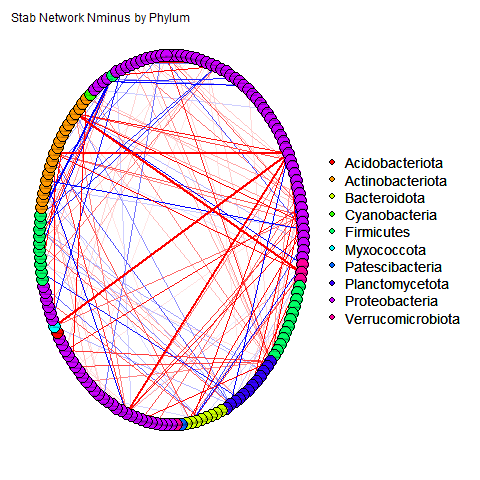 Stab Network Nminus by Phylum
Acidobacteriota
Actinobacteriota
Bacteroidota
Cyanobacteria
Firmicutes
Myxococcota
Patescibacteria
Planctomycetota
Proteobacteria
Verrucomicrobiota